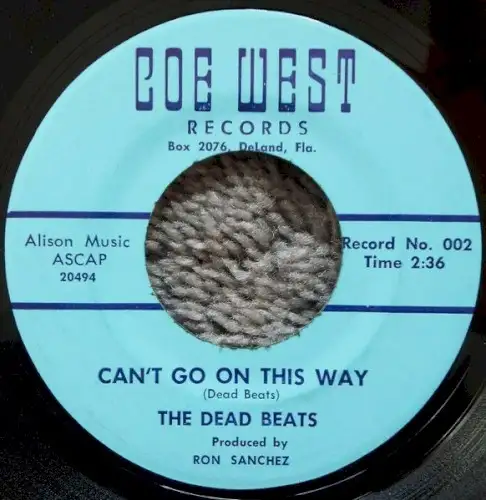 COE WEST
RECORDS
Box 2076, DeLand, Fla.
Alison Music
ASCAP
20494
Record No. 002
Time 2:36
CAN'T GO ON THIS WAY
(Dead Beats)
THE DEAD BEATS
Produced by
RON SANCHEZ